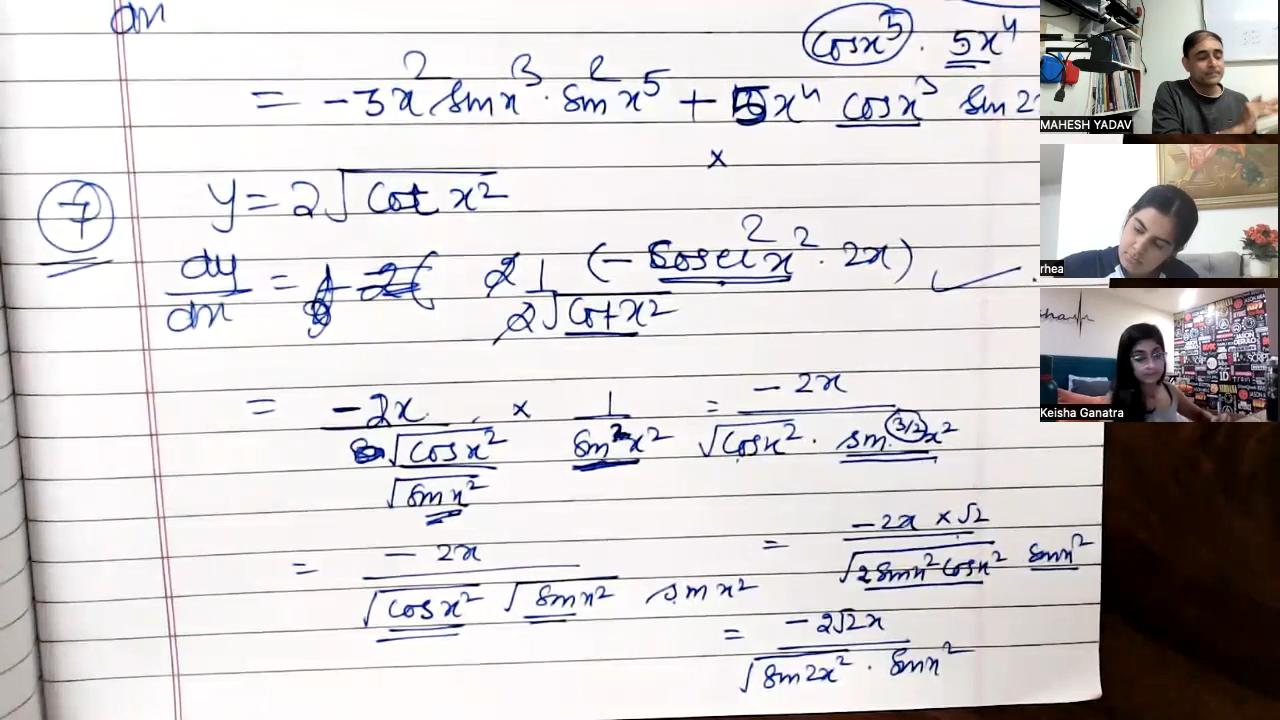 dx
cos x⁵ . 5x⁴
= -3x² sin x³ . sin² x⁵ + 5x⁴ cos x³ sin 2
×
7
y = 2√(cot x²)
dy/dx = 2 1/(2√(cot x²)) (-cosec² x² . 2x)
= -2x/(√(cos x²)/√(sin x²)) × 1/(sin² x²) = -2x/(√(cos x²) . sin^(3/2) x²)
= -2x/(√(cos x²) √(sin x²) sin x²)
= (-2x × √2)/(√(2 sin x² cos x²) sin x²)
= -2√2x/(√(sin 2x²) . sin x²)
MAHESH YADAV
rhea
Keisha Ganatra